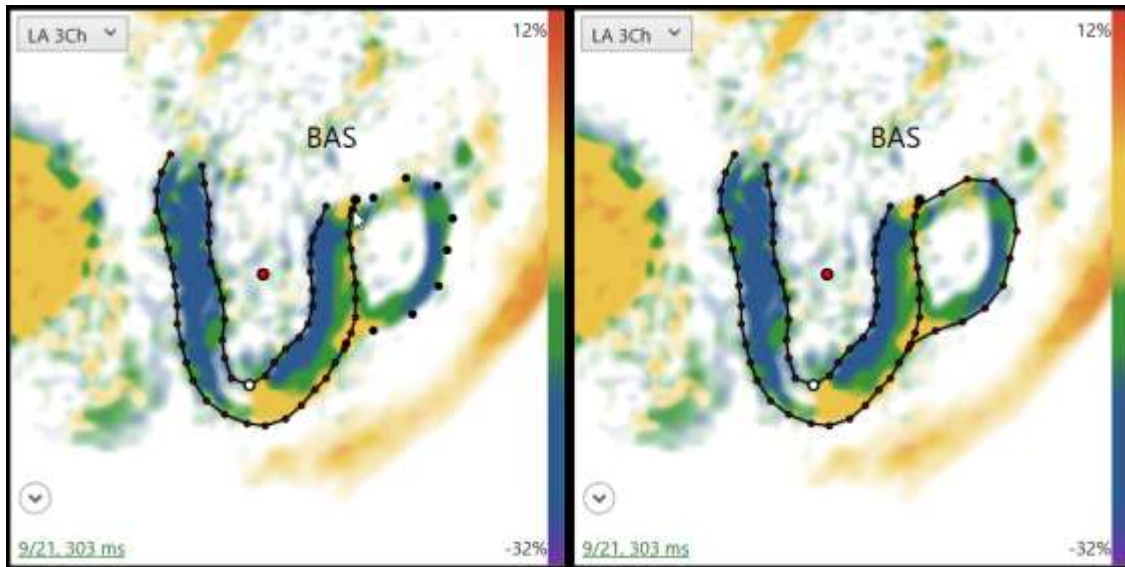 LA 3Ch
12%
BAS
9/21, 303 ms
-32%
LA 3Ch
12%
BAS
9/21, 303 ms
-32%